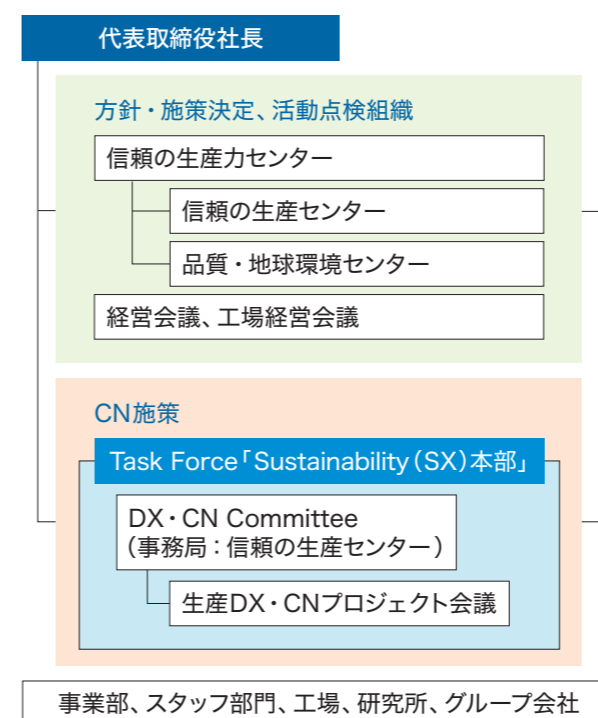 代表取締役社長
方針・施策決定、活動点検組織
信頼の生産力センター
信頼の生産センター
品質・地球環境センター
経営会議、工場経営会議
CN施策
Task Force「Sustainability（SX）本部」
DX・CN Committee
（事務局：信頼の生産センター）
生産DX・CNプロジェクト会議
事業部、スタッフ部門、工場、研究所、グループ会社